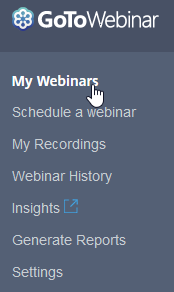 GoToWebinar
My Webinars
Schedule a webinar
My Recordings
Webinar History
Insights
Generate Reports
Settings